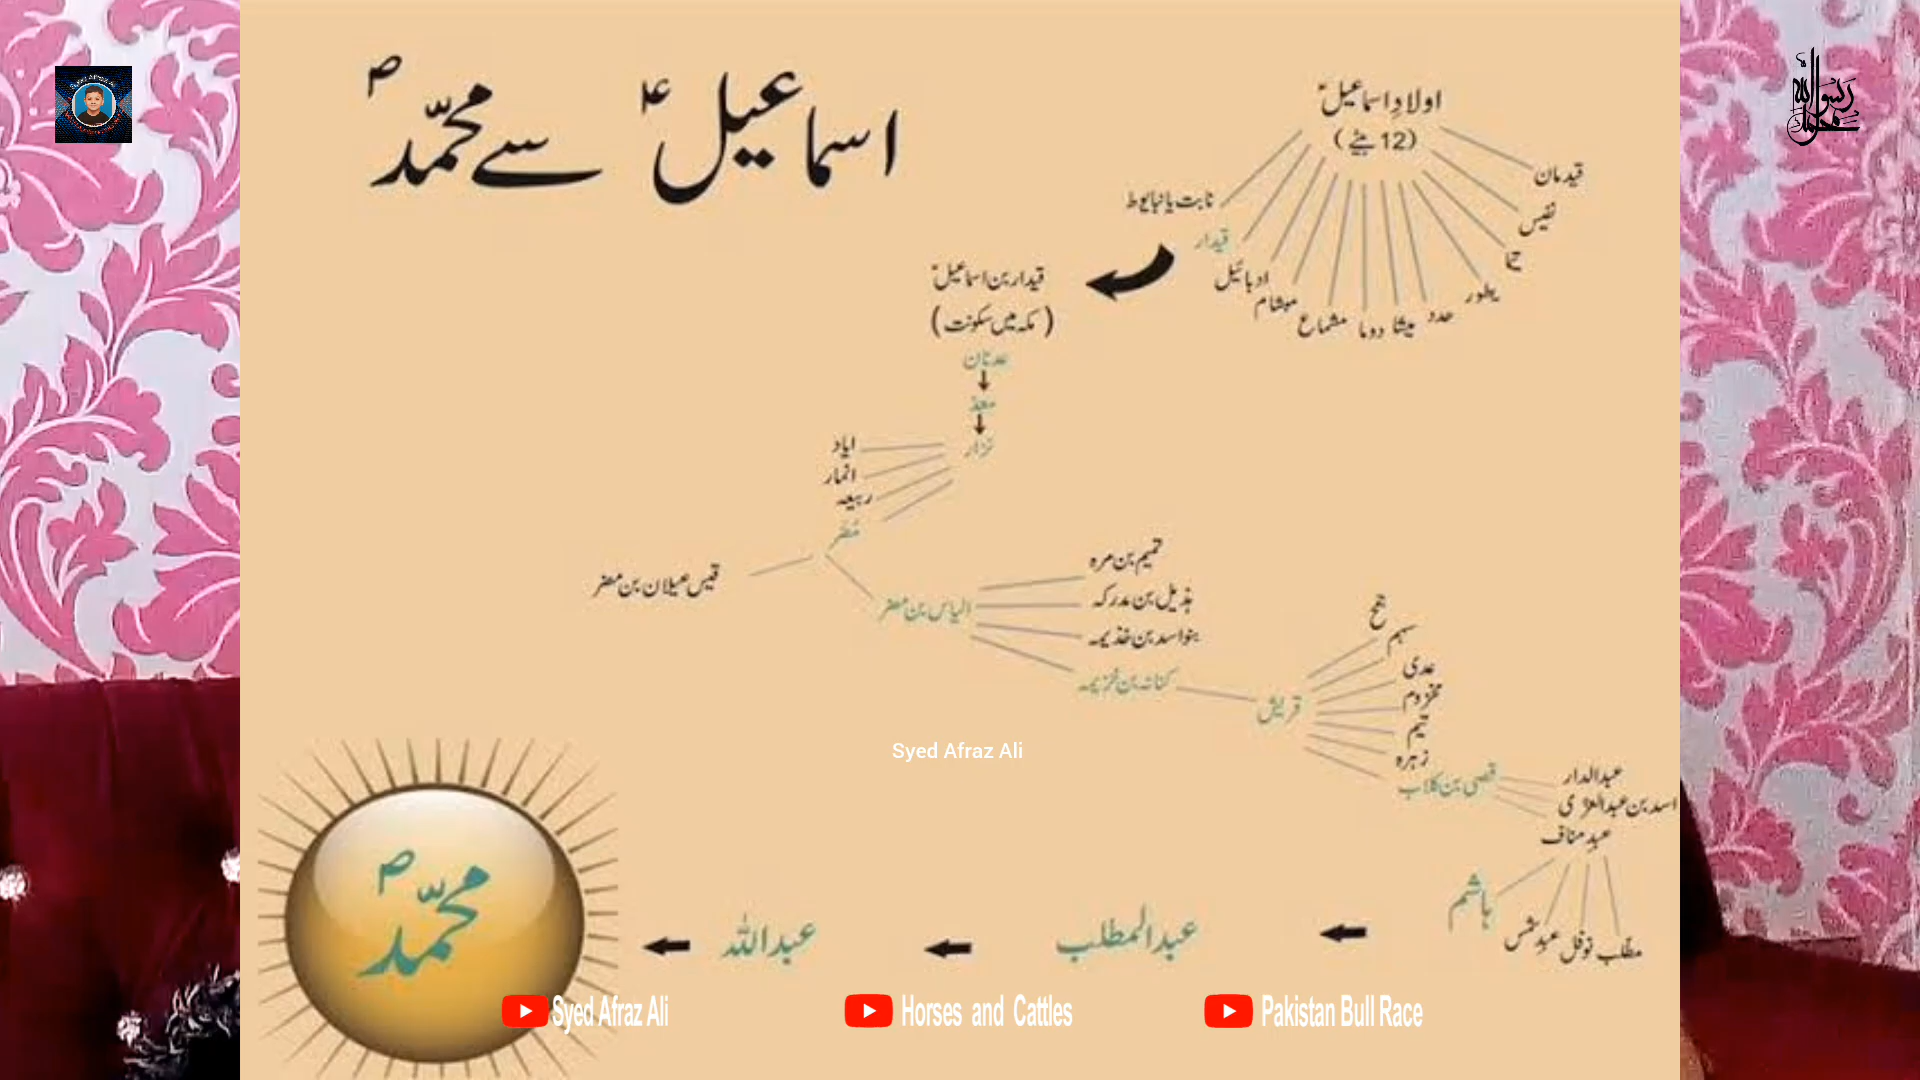 اسماعیلؑ سے محمّدؐ
اولادِ اسماعیلؑ
(12 بیٹے)
قیدمان
نفیس
تیما
یطور
حدد
میشا
دوما
مشماع
مبشام
ادبائیل
قیدار
نابت یا نبایوط
قیدار بن اسماعیلؑ
(مکہ میں سکونت)
عدنان
معد
نزار
ایاد
انمار
ربیعہ
مضر
قیس عیلان بن مضر
الیاس بن مضر
تمیم بن مرہ
ہذیل بن مدرکہ
بنو اسد بن خذیمہ
کنانہ بن خزیمہ
قریش
سہم
عدی
مخزوم
تیم
زہرہ
قصی بن کلاب
عبدالدار
اسد بن عبدالعزّی
عبدِمناف
ہاشم
عبدِشمس
نوفل
مطلب
عبدالمطلب
عبداللہ
محمّدؐ
Syed Afraz Ali
Syed Afraz Ali
Horses and Cattles
Pakistan Bull Race